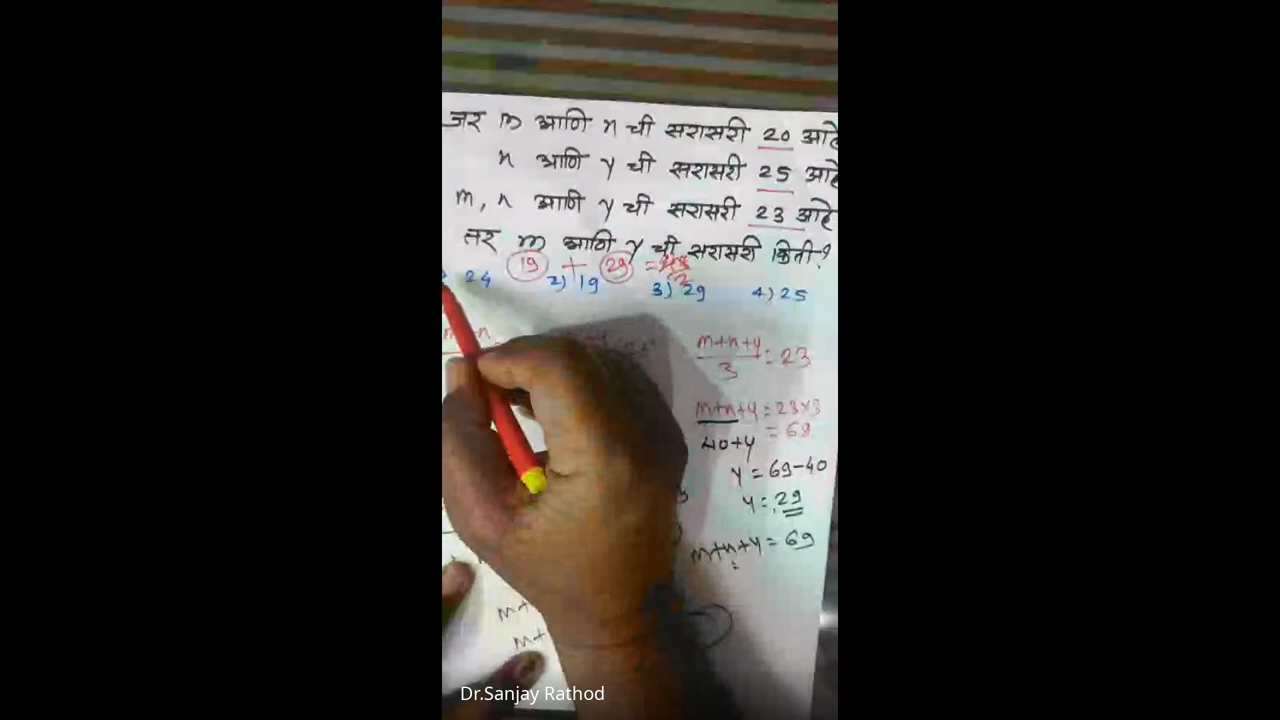 जर m आणि n ची सरासरी 20 आहे
n आणि y ची सरासरी 25 आहे
m, n आणि y ची सरासरी 23 आहे
तर m आणि y ची सरासरी किती?
19 + 29 =
24 2) 19 3) 29 4) 25
m+n+y
3
= 23
m+n+y = 23×3
= 69
40+y
y = 69-40
y = 29
m+n+y = 69
m+
m+
Dr.Sanjay Rathod